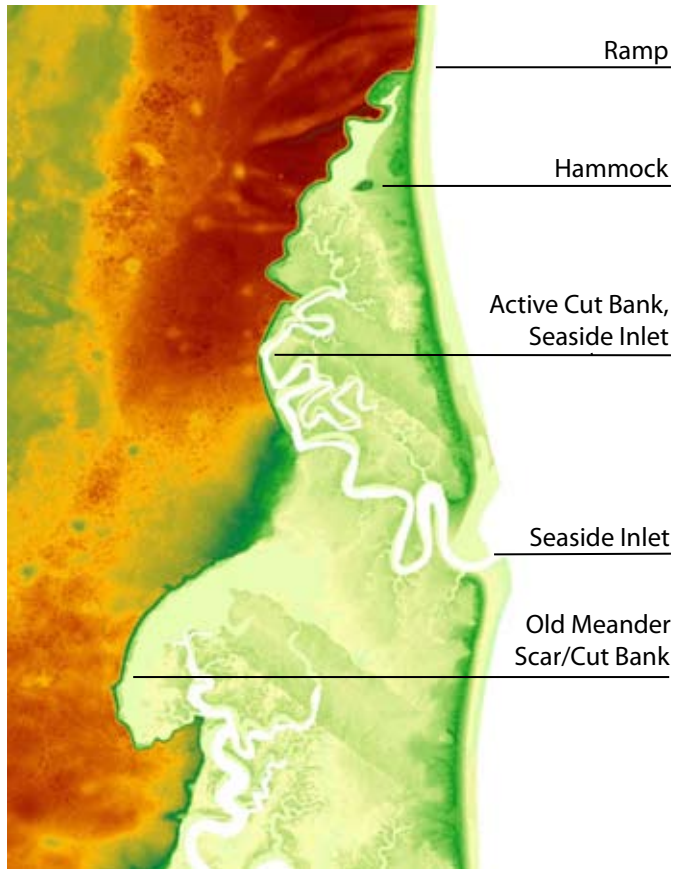 Ramp
Hammock
Active Cut Bank,
Seaside Inlet
Seaside Inlet
Old Meander
Scar/Cut Bank